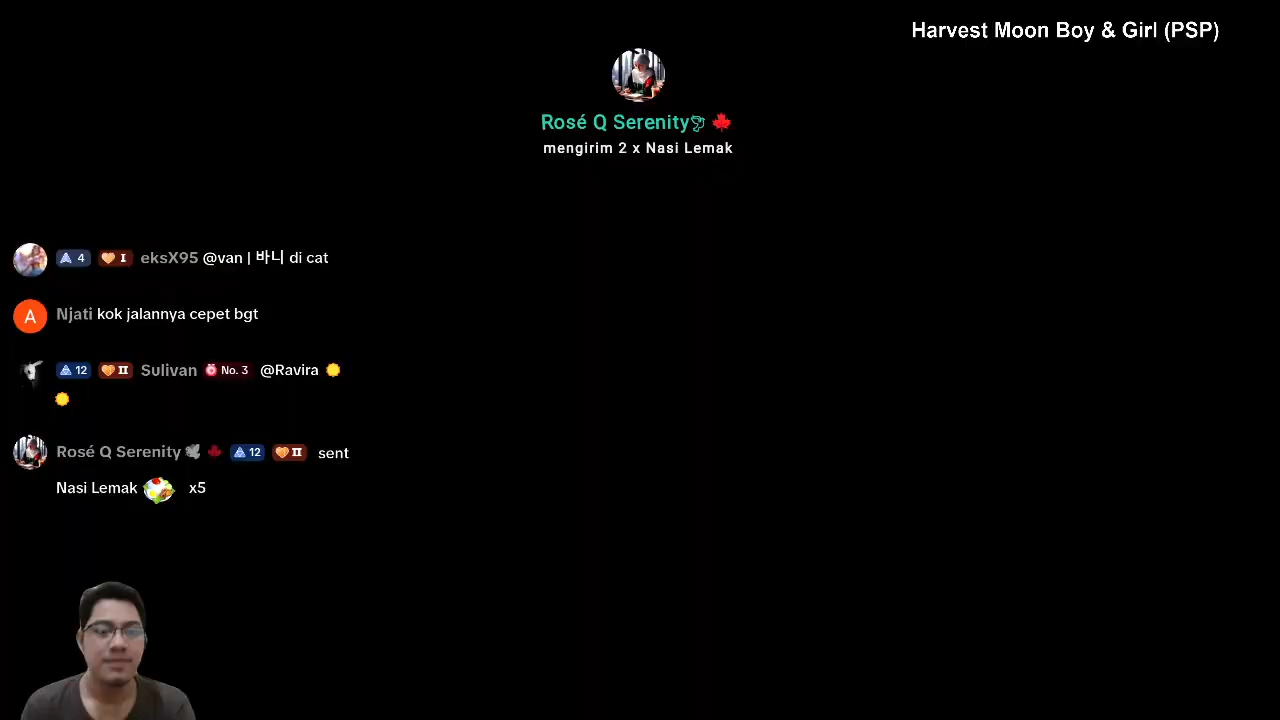 Harvest Moon Boy & Girl (PSP)
Rosé Q Serenity🕊 🍁
mengirim 2 x Nasi Lemak
4 I eksX95 @van | 바니 di cat
A Njati kok jalannya cepet bgt
12 II Sulivan No. 3 @Ravira
Rosé Q Serenity 🕊 🍁 12 II sent
Nasi Lemak x5